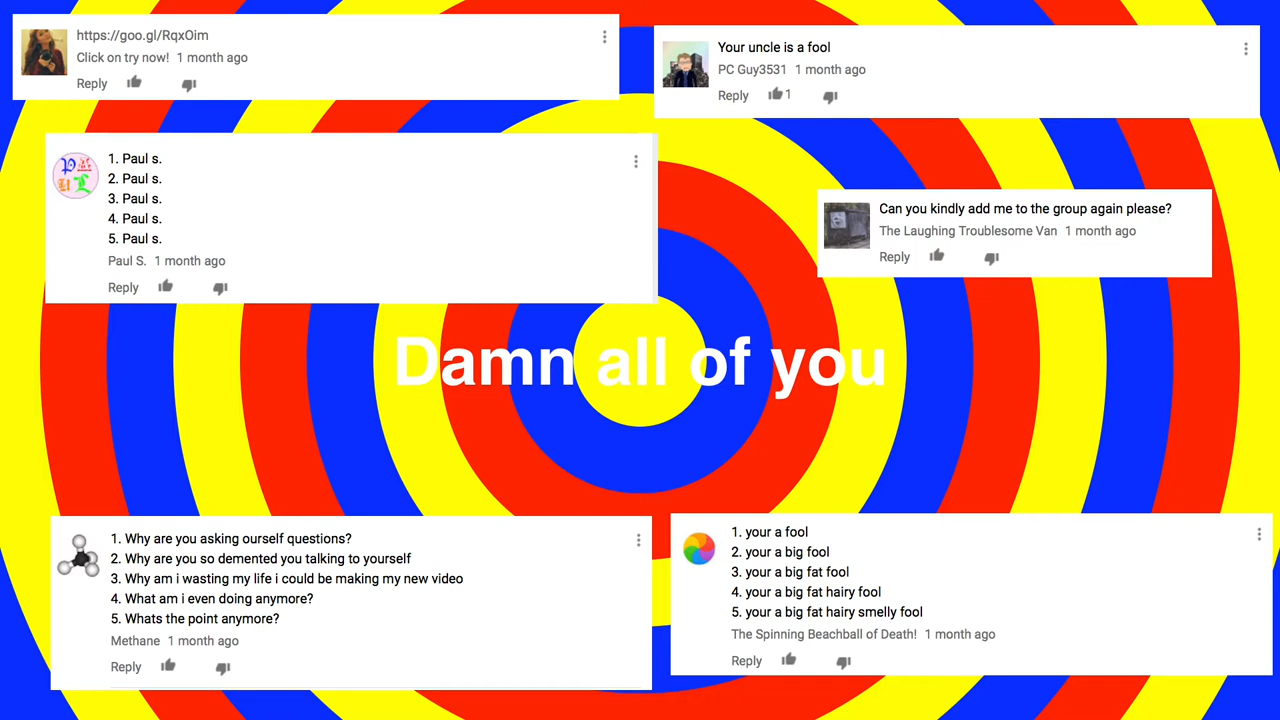 https://goo.gl/RqxOim
Click on try now! 1 month ago
Reply
Your uncle is a fool
PC Guy3531 1 month ago
Reply 1
1. Paul s.
2. Paul s.
3. Paul s.
4. Paul s.
5. Paul s.
Paul S. 1 month ago
Reply
Can you kindly add me to the group again please?
The Laughing Troublesome Van 1 month ago
Reply
Damn all of you
1. Why are you asking ourself questions?
2. Why are you so demented you talking to yourself
3. Why am i wasting my life i could be making my new video
4. What am i even doing anymore?
5. Whats the point anymore?
Methane 1 month ago
Reply
1. your a fool
2. your a big fool
3. your a big fat fool
4. your a big fat hairy fool
5. your a big fat hairy smelly fool
The Spinning Beachball of Death! 1 month ago
Reply